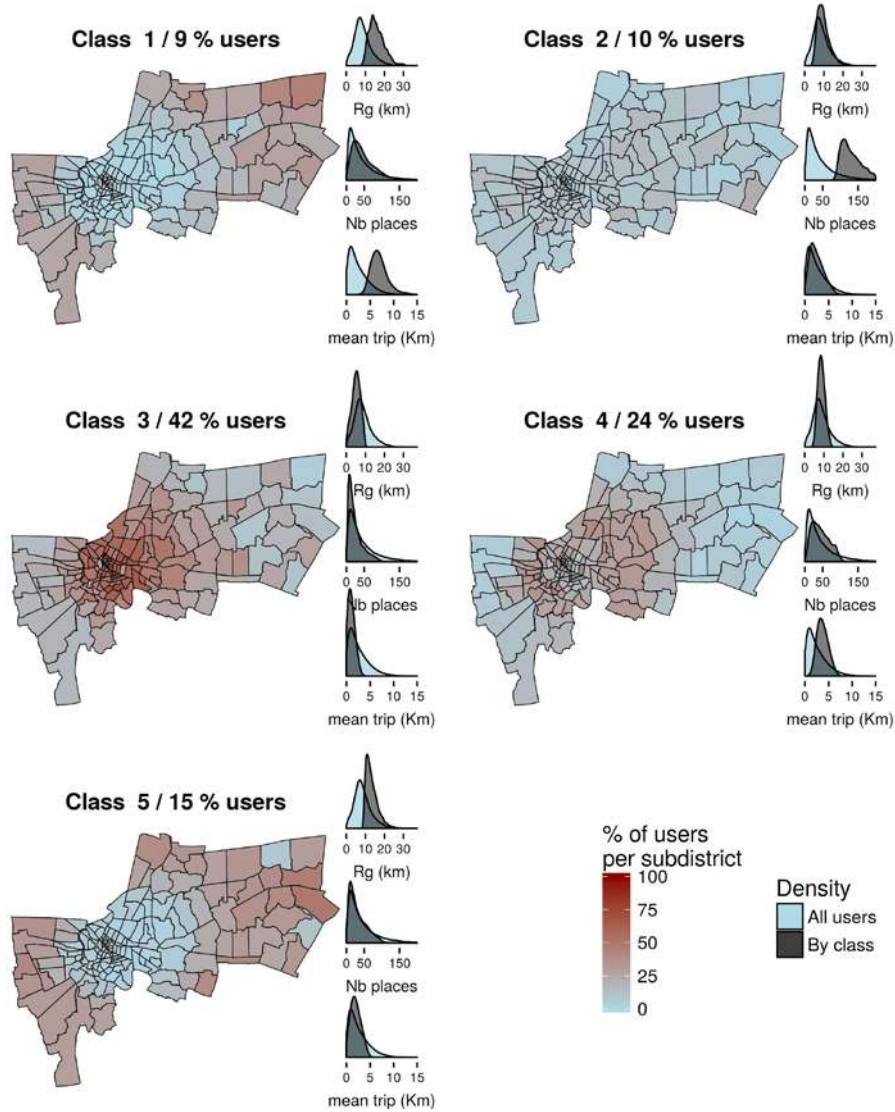 Class 1 / 9 % users
0 10 20 30
Rg (km)
0 50 150
Nb places
0 5 10 15
mean trip (Km)
Class 2 / 10 % users
0 10 20 30
Rg (km)
0 50 150
Nb places
0 5 10 15
mean trip (Km)
Class 3 / 42 % users
0 10 20 30
Rg (km)
0 50 150
Nb places
0 5 10 15
mean trip (Km)
Class 4 / 24 % users
0 10 20 30
Rg (km)
0 50 150
Nb places
0 5 10 15
mean trip (Km)
Class 5 / 15 % users
0 10 20 30
Rg (km)
0 50 150
Nb places
0 5 10 15
mean trip (Km)
% of users
per subdistrict
100
75
50
25
0
Density
All users
By class